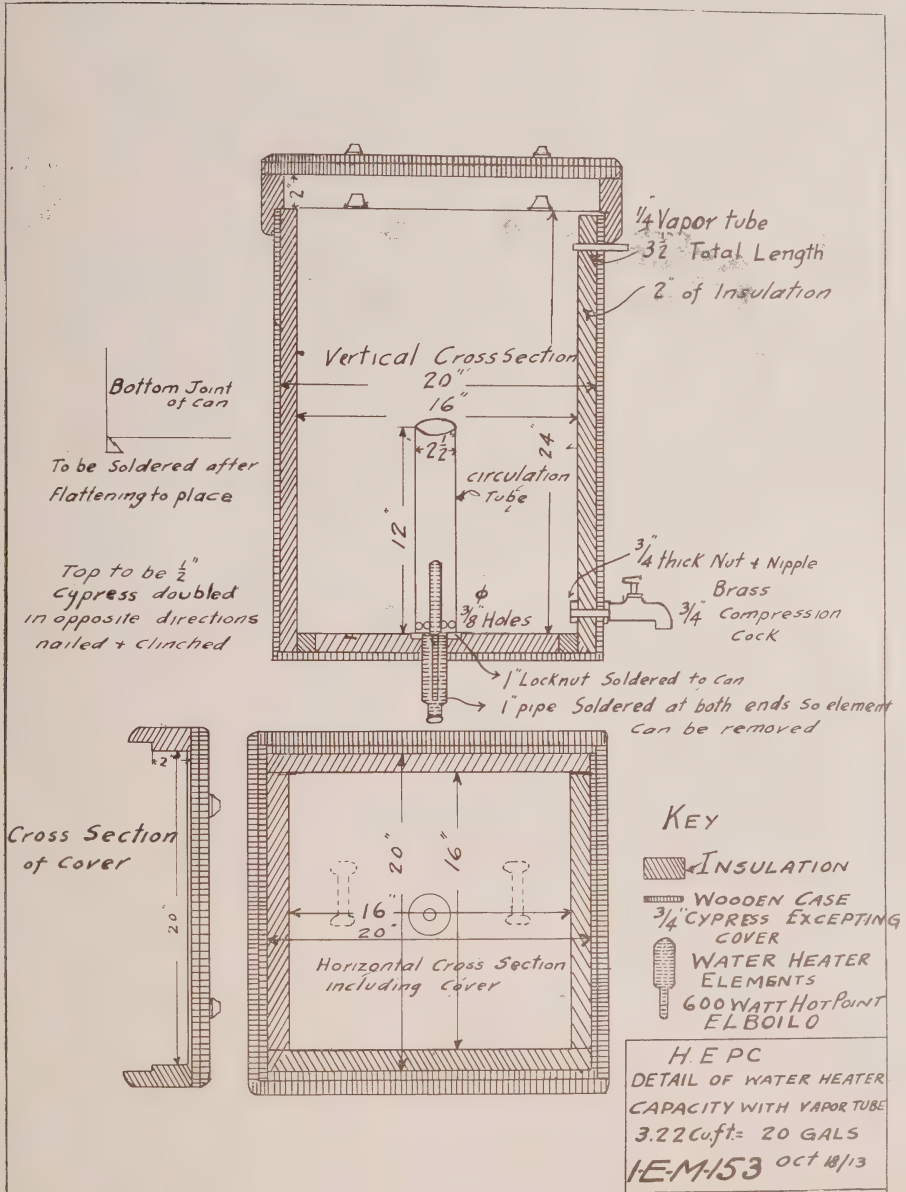 2"
1/4" Vapor tube
3 1/2 Total Length
2" of Insulation
Vertical Cross Section
20"
16"
24"
Bottom Joint
of can
To be Soldered after
Flattening to place
2 1/2"
circulation
Tube
12"
Top to be 1/2"
Cypress doubled
in opposite directions
nailed + clinched
φ
3/8" Holes
3/4" thick Nut + Nipple
Brass
3/4" Compression
Cock
1" Locknut Soldered to can
1" pipe Soldered at both ends so element
Can be removed
2"
20"
Cross Section
of Cover
20"
16"
16"
20"
Horizontal Cross Section
including Cover
KEY
INSULATION
WOODEN CASE
3/4" CYPRESS EXCEPTING
COVER
WATER HEATER
ELEMENTS
600 WATT HOTPOINT
ELBOILO
H.E PC
DETAIL OF WATER HEATER
CAPACITY WITH VAPOR TUBE
3.22 Cu.ft = 20 GALS
1-E-M-153 Oct 18/13